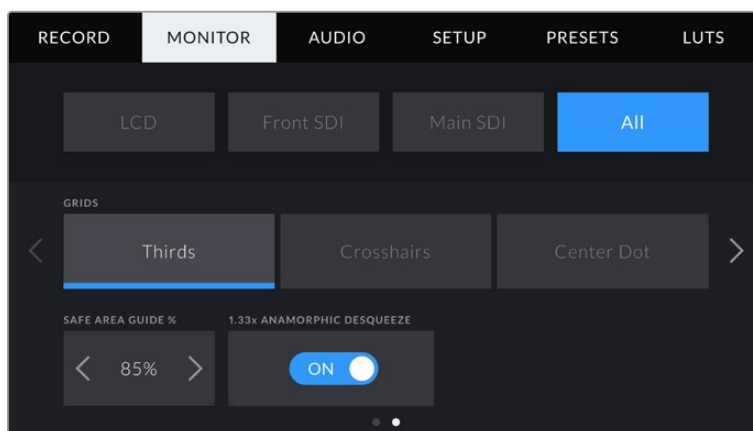 RECORD MONITOR AUDIO SETUP PRESETS LUTS
LCD Front SDI Main SDI All
GRIDS
Thirds Crosshairs Center Dot
SAFE AREA GUIDE % 1.33x ANAMORPHIC DESQUEEZE
85% ON